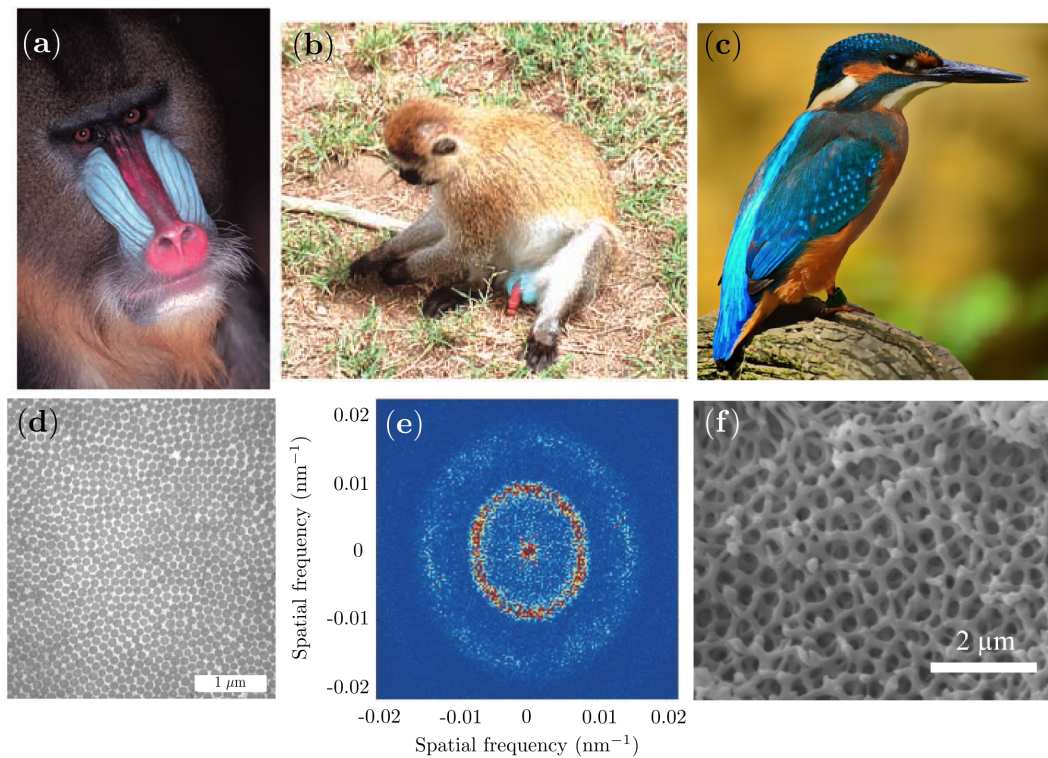 (a)
(b)
(c)
(d)
1 μm
(e)
0.02
0.01
0
-0.01
-0.02
Spatial frequency (nm⁻¹)
-0.02
-0.01
0
0.01
0.02
Spatial frequency (nm⁻¹)
(f)
2 μm